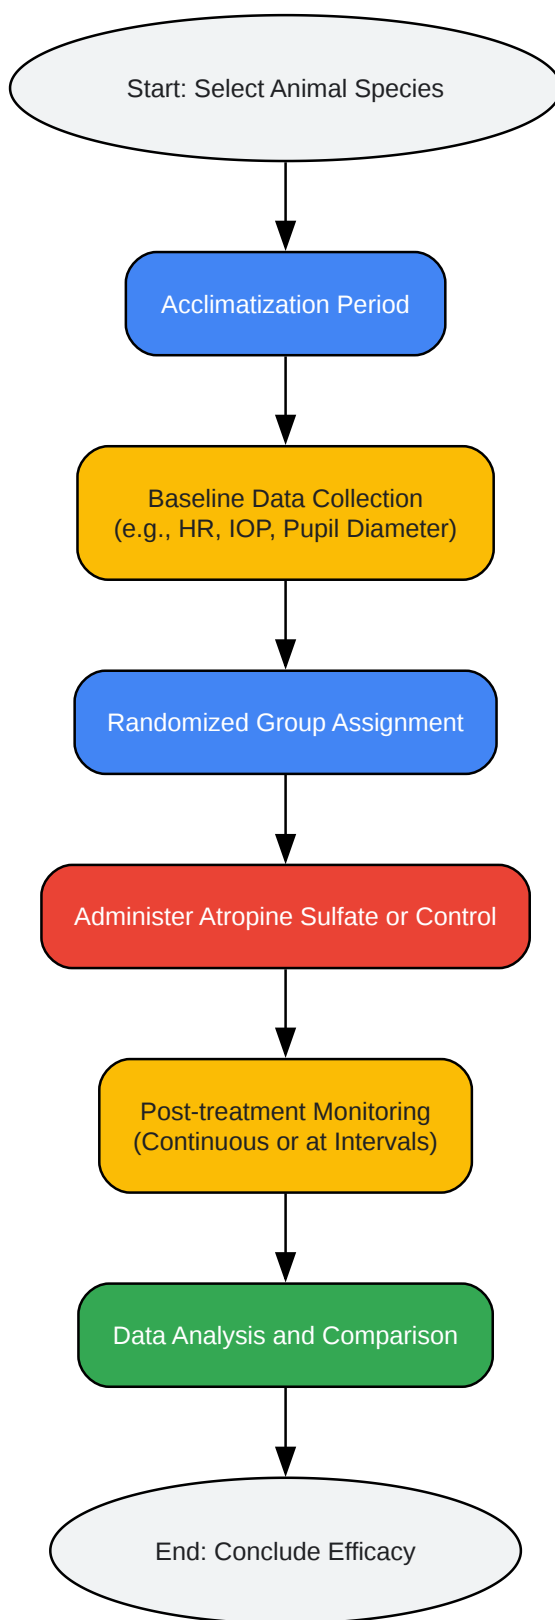 Start: Select Animal Species
Acclimatization Period
Baseline Data Collection
(e.g., HR, IOP, Pupil Diameter)
Randomized Group Assignment
Administer Atropine Sulfate or Control
Post-treatment Monitoring
(Continuous or at Intervals)
Data Analysis and Comparison
End: Conclude Efficacy